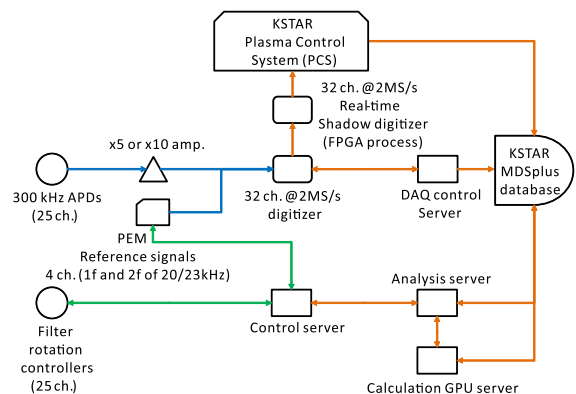 KSTAR
Plasma Control
System (PCS)
32 ch. @2MS/s
Real-time
Shadow digitizer
(FPGA process)
x5 or x10 amp.
300 kHz APDs
(25 ch.)
32 ch. @2MS/s
digitizer
DAQ control
Server
KSTAR
MDSplus
database
PEM
Reference signals
4 ch. (1f and 2f of 20/23kHz)
Filter
rotation
controllers
(25 ch.)
Control server
Analysis server
Calculation GPU server